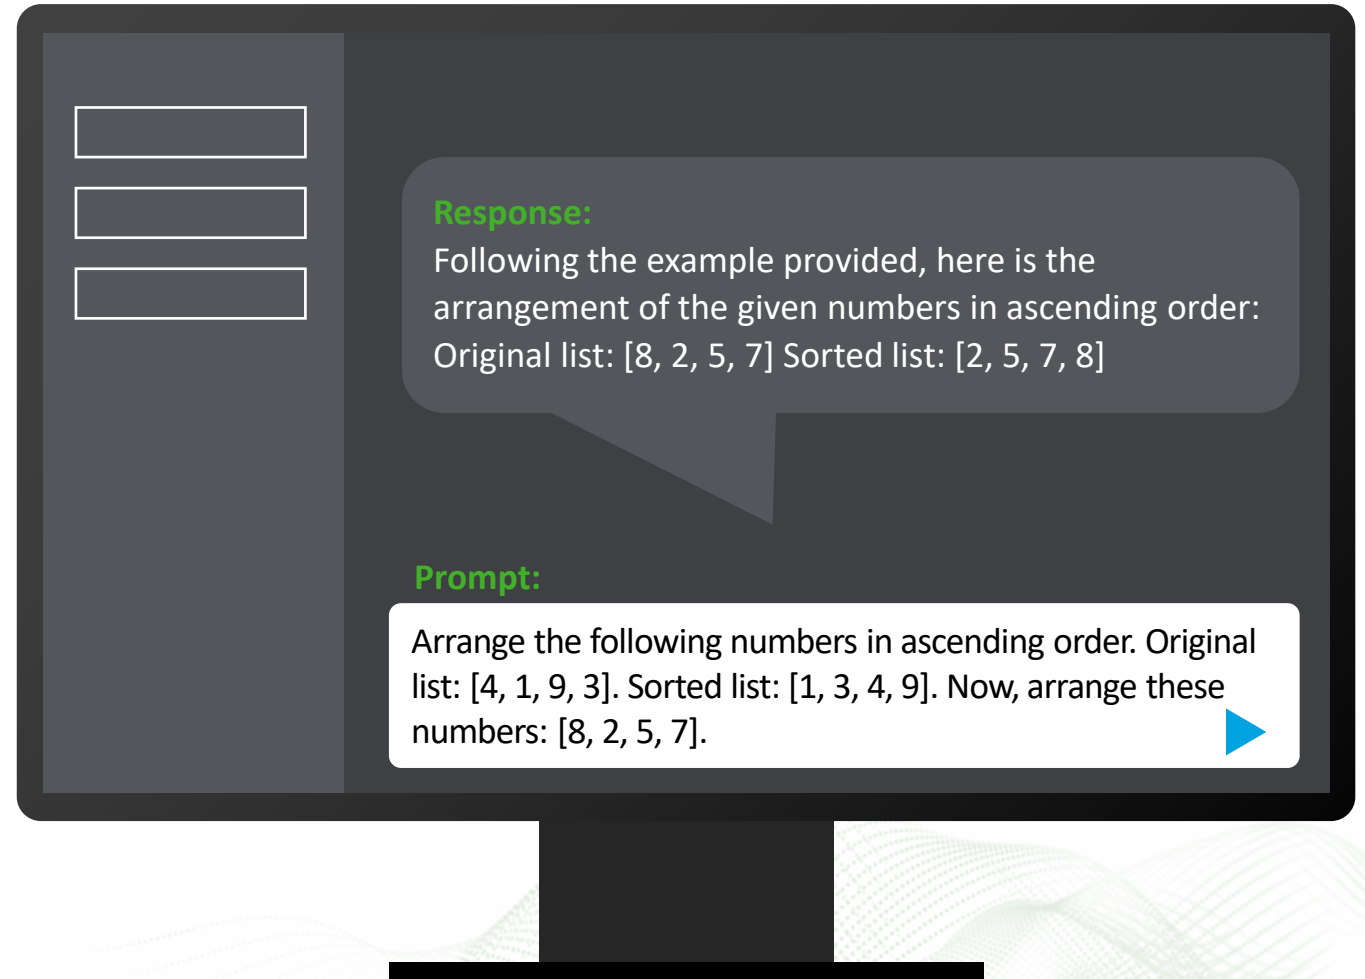 Response:
Following the example provided, here is the
arrangement of the given numbers in ascending order:
Original list: [8, 2, 5, 7] Sorted list: [2, 5, 7, 8]
Prompt:
Arrange the following numbers in ascending order. Original
list: [4, 1, 9, 3]. Sorted list: [1, 3, 4, 9]. Now, arrange these
numbers: [8, 2, 5, 7].